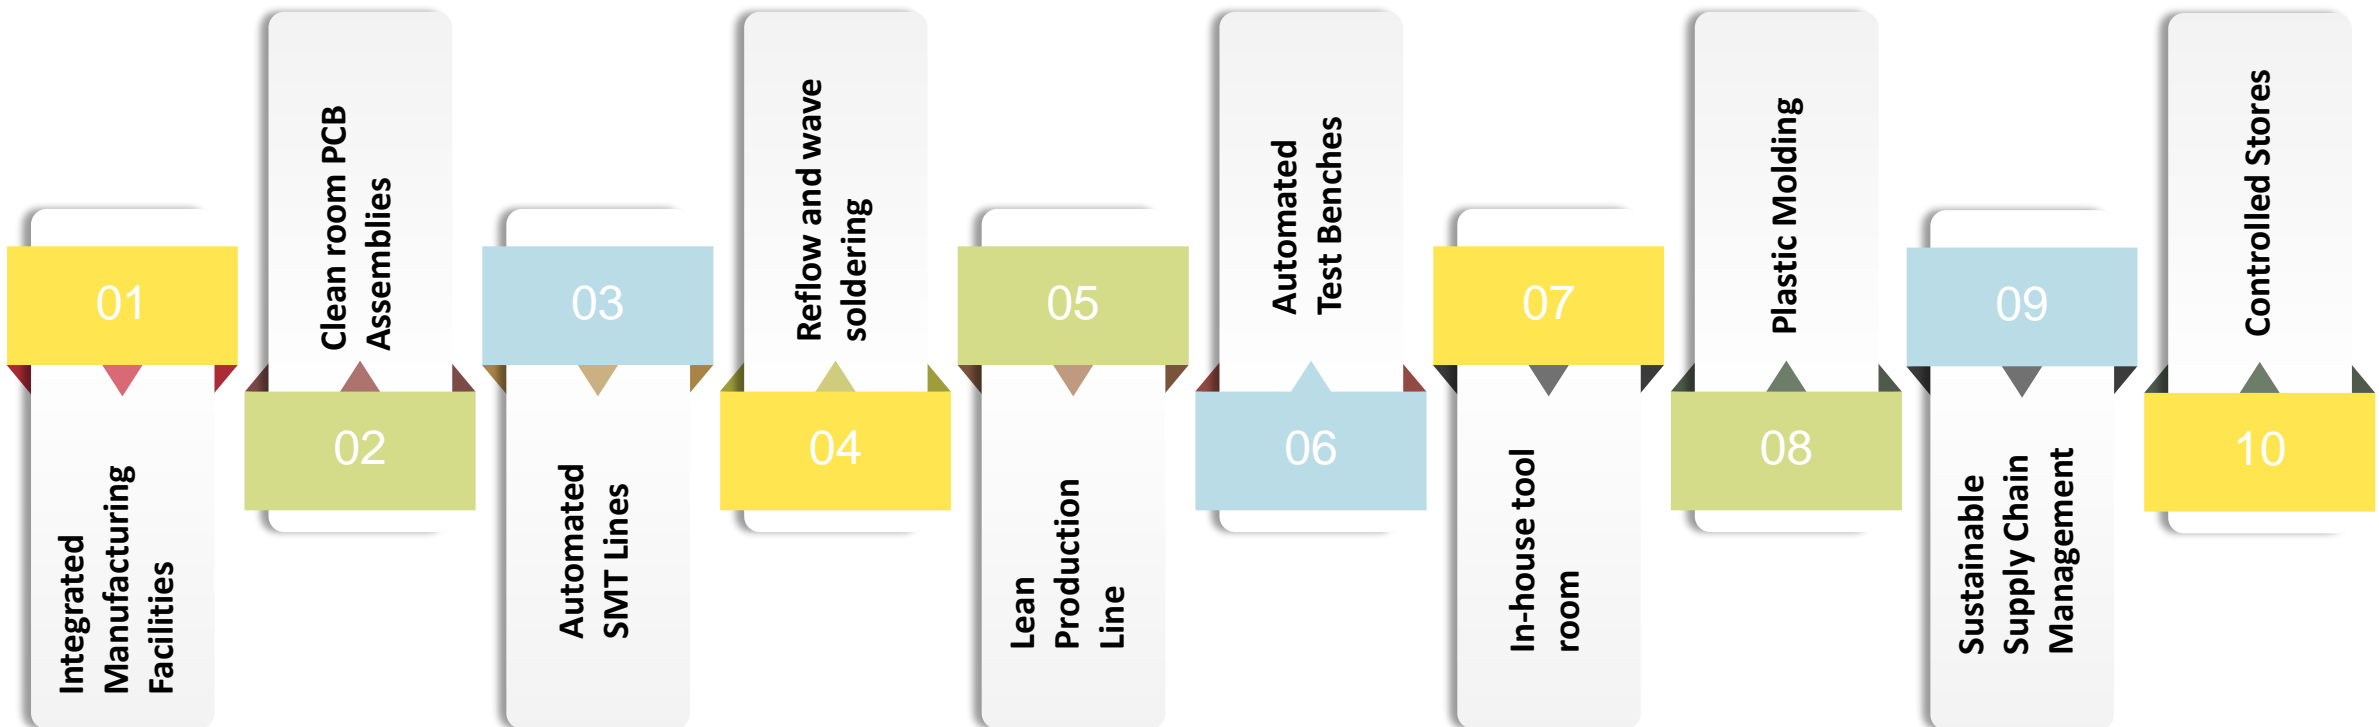 01
Integrated
Manufacturing
Facilities
02
Clean room PCB
Assemblies
03
Automated
SMT Lines
04
Reflow and wave
soldering
05
Lean
Production
Line
06
Automated
Test Benches
07
In-house tool
room
08
Plastic Molding
09
Sustainable
Supply Chain
Management
10
Controlled Stores